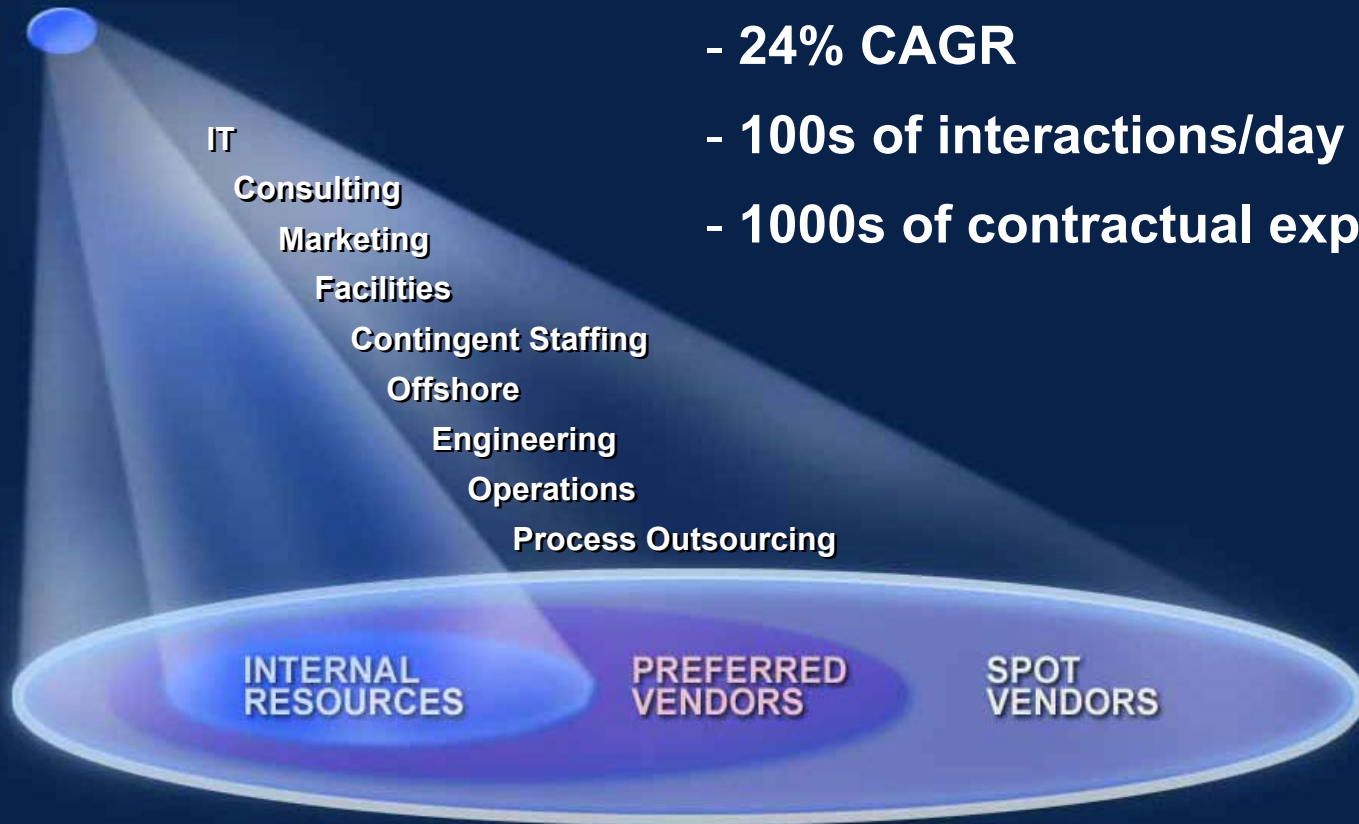 - 24% CAGR
- 100s of interactions/day
- 1000s of contractual
IT
Consulting
Marketing
Facilities
Contingent Staffing
Offshore
Engineering
Operations
Process Outsourcing
INTERNAL
RESOURCES
PREFERRED
VENDORS
SPOT
VENDORS